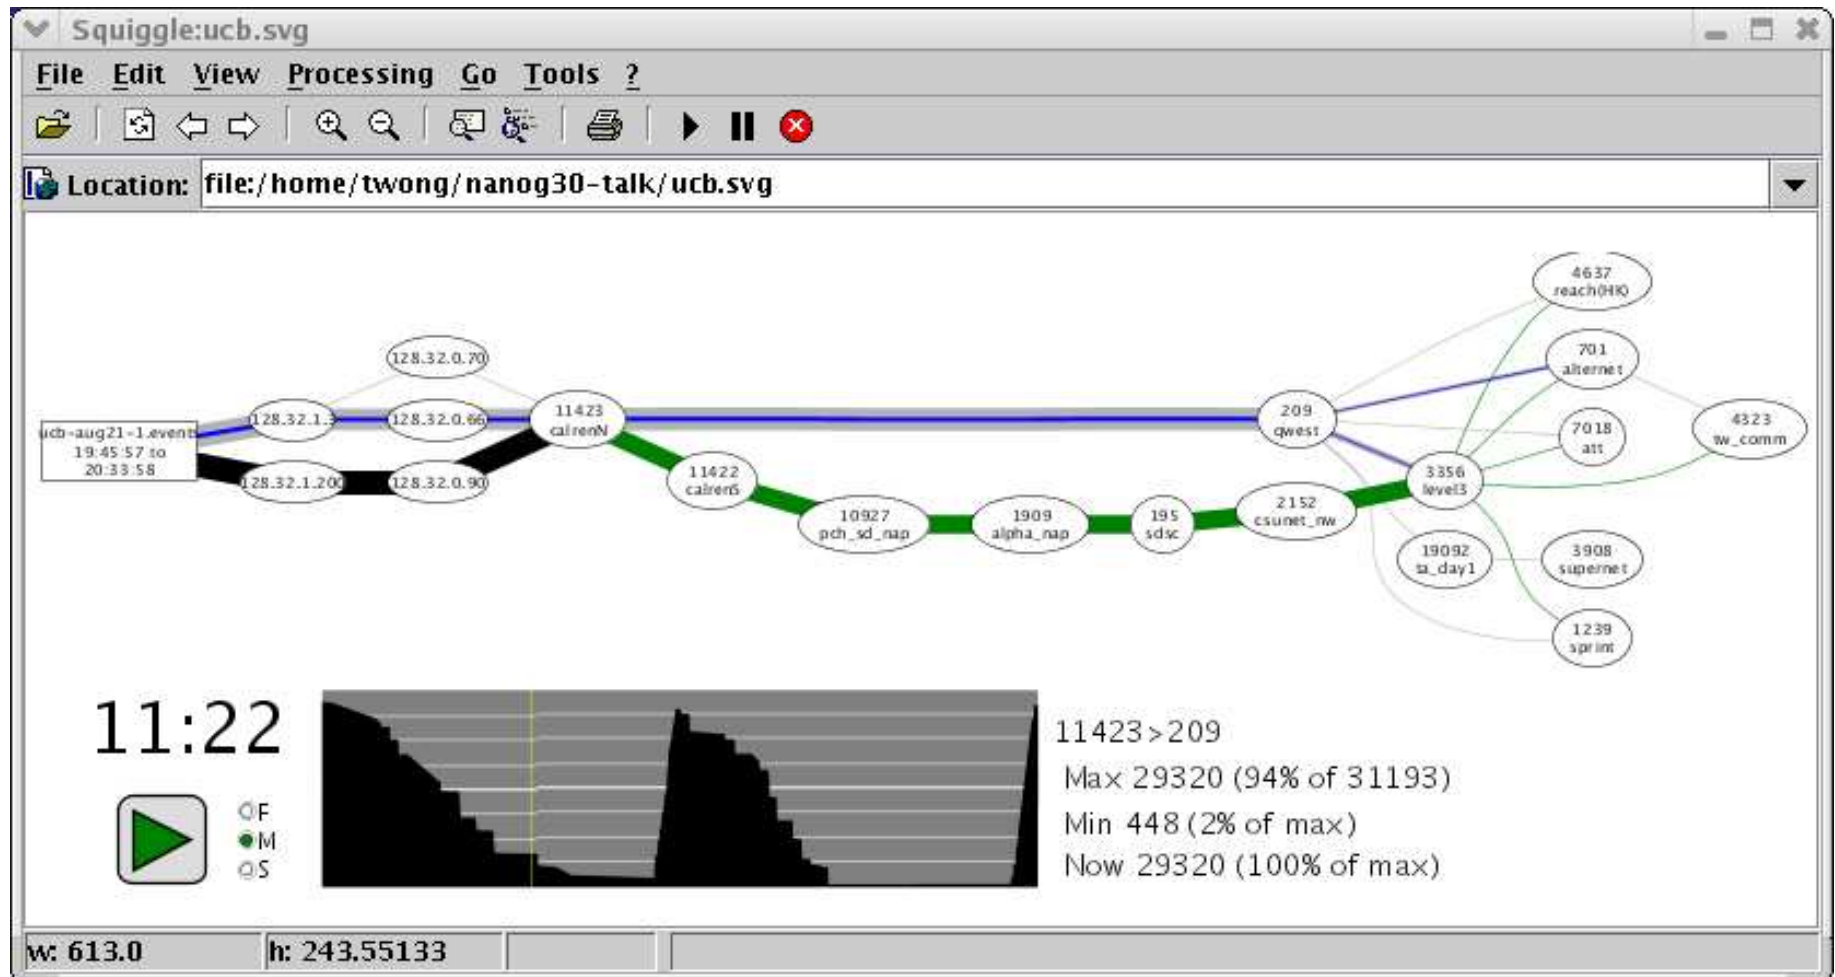 Squiggle:ucb.svg
File Edit View Processing Go Tools ?
Location: file:/home/twong/nanog30-talk/ucb.svg
4637
reach(HK)
701
alternet
128.32.0.70
11423
calrenN
209
qwest
128.32.1.3
128.32.0.66
7018
att
4323
tw_comm
ucb-aug21-1.events
19:45:57 to
20:33:58
128.32.1.200
128.32.0.90
11422
calrenS
3356
level3
10927
pch_sd_nap
1909
alpha_nap
195
sdsc
2152
csunet_nw
19092
ta_day1
3908
supernet
1239
sprint
11:22
F
M
S
11423>209
Max 29320 (94% of 31193)
Min 448 (2% of max)
Now 29320 (100% of max)
w: 613.0
h: 243.55133